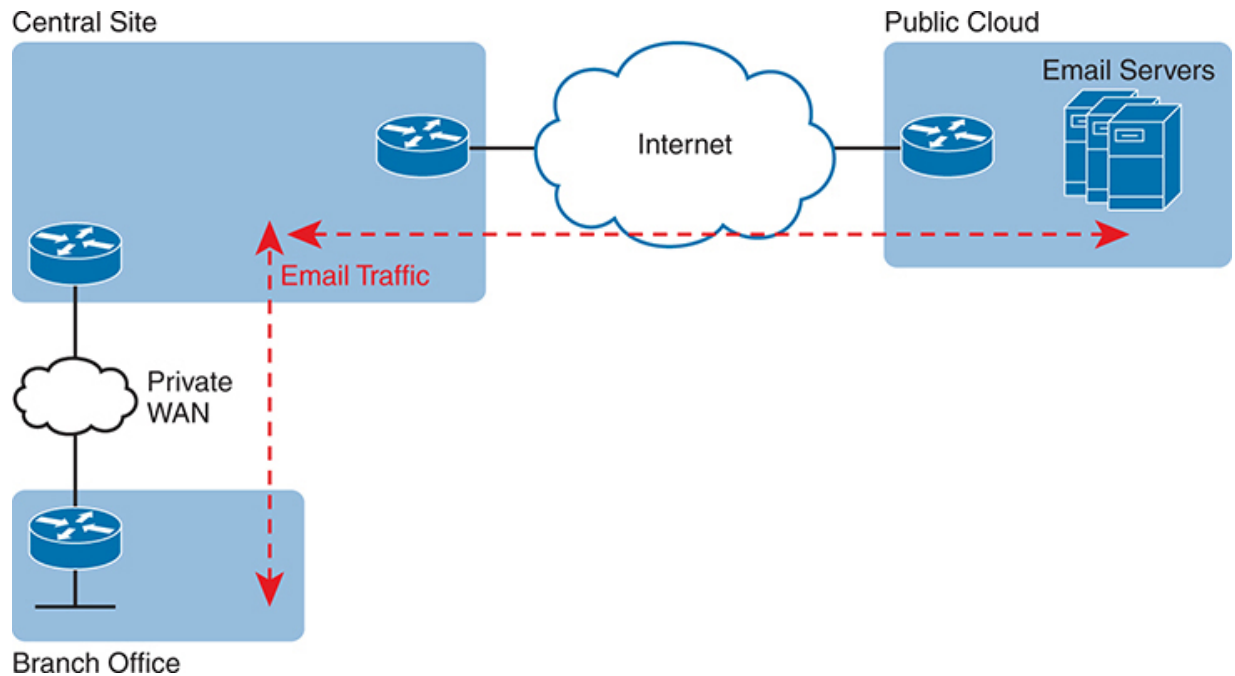 Central Site
Public Cloud
Email Servers
Internet
Email Traffic
Private
WAN
Branch Office